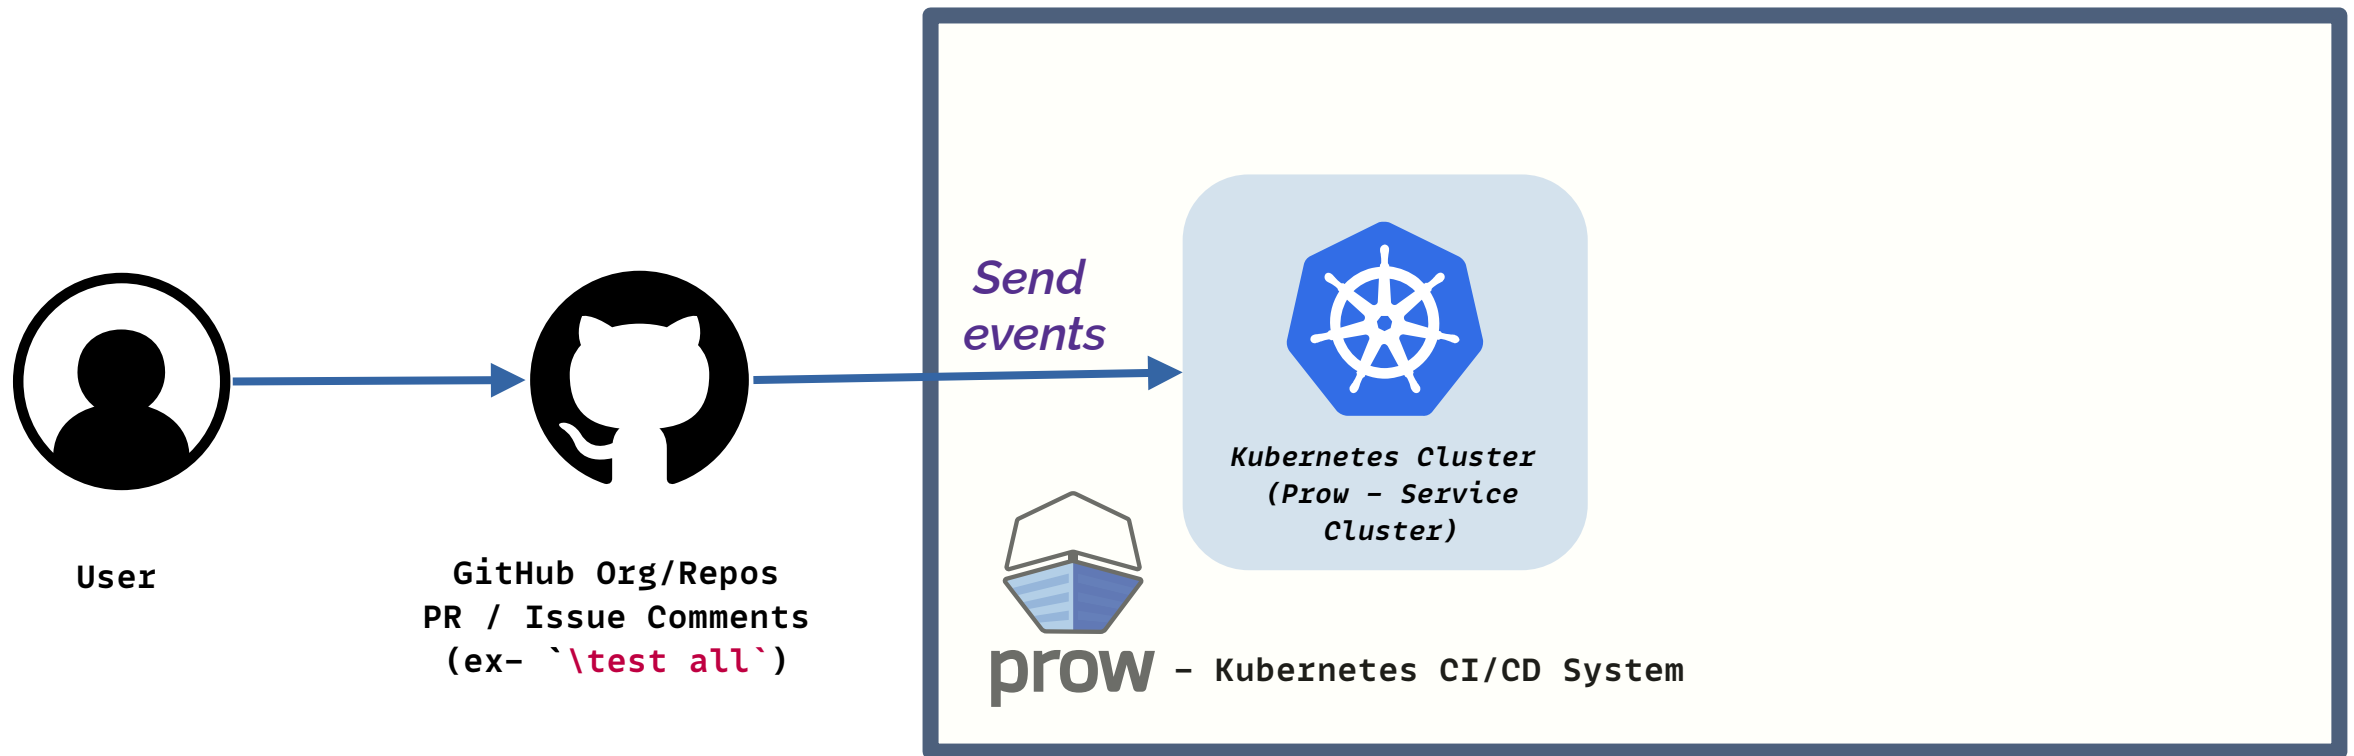 Send
events
Kubernetes Cluster
(Prow - Service
Cluster)
User
GitHub Org/Repos
PR / Issue Comments
(ex- `\test all`)
prow - Kubernetes CI/CD System